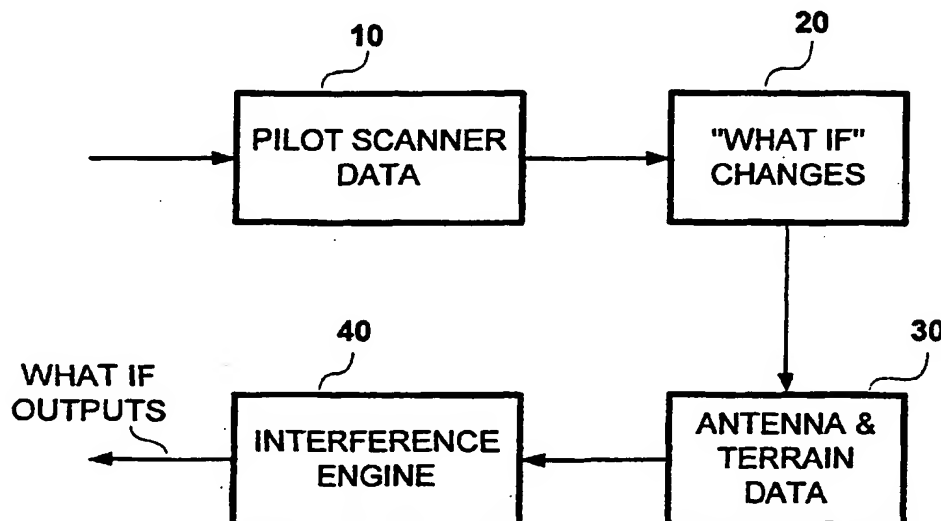 10
PILOT SCANNER
DATA
20
"WHAT IF"
CHANGES
30
ANTENNA &
TERRAIN
DATA
40
INTERFERENCE
ENGINE
WHAT IF
OUTPUTS